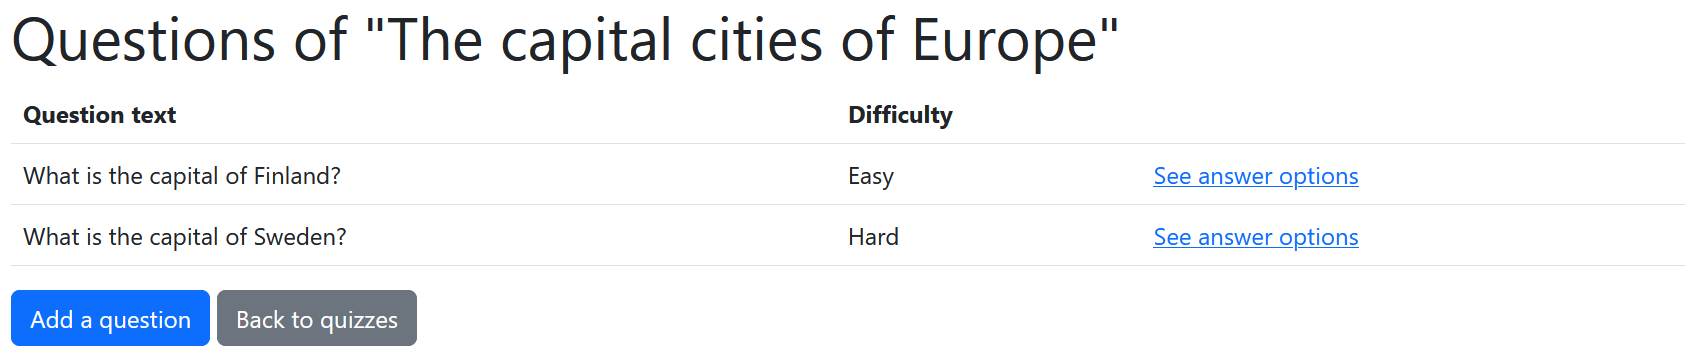 Questions of "The capital cities of Europe"
Question text Difficulty
What is the capital of Finland? Easy See answer options
What is the capital of Sweden? Hard See answer options
Add a question Back to quizzes